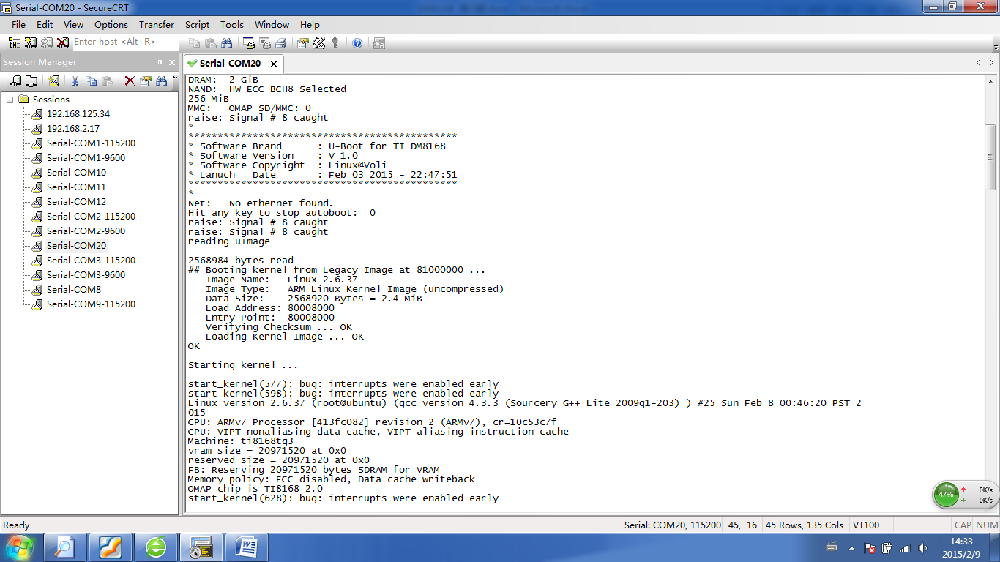 Serial-COM20 - SecureCRT
File Edit View Options Transfer Script Tools Window Help
Enter host <Alt+R>
Session Manager
Serial-COM20
Sessions
192.168.125.34
192.168.2.17
Serial-COM1-115200
Serial-COM1-9600
Serial-COM10
Serial-COM11
Serial-COM12
Serial-COM2-115200
Serial-COM2-9600
Serial-COM20
Serial-COM3-115200
Serial-COM3-9600
Serial-COM8
Serial-COM9-115200
DRAM:  2 GiB
NAND:  HW ECC BCH8 Selected
256 MiB
MMC:   OMAP SD/MMC: 0
raise: Signal # 8 caught
*
**********************************************
* Software Brand      : U-Boot for TI DM8168
* Software Version    : V 1.0
* Software Copyright  : Linux@Voli
* Lanuch   Date       : Feb 03 2015 - 22:47:51
**********************************************
*
Net:   No ethernet found.
Hit any key to stop autoboot:  0
raise: Signal # 8 caught
raise: Signal # 8 caught
reading uImage
2568984 bytes read
## Booting kernel from Legacy Image at 81000000 ...
   Image Name:   Linux-2.6.37
   Image Type:   ARM Linux Kernel Image (uncompressed)
   Data Size:    2568920 Bytes = 2.4 MiB
   Load Address: 80008000
   Entry Point:  80008000
   Verifying Checksum ... OK
   Loading Kernel Image ... OK
OK
Starting kernel ...
start_kernel(577): bug: interrupts were enabled early
start_kernel(598): bug: interrupts were enabled early
Linux version 2.6.37 (root@ubuntu) (gcc version 4.3.3 (Sourcery G++ Lite 2009q1-203) ) #25 Sun Feb 8 00:46:20 PST 2
015
CPU: ARMv7 Processor [413fc082] revision 2 (ARMv7), cr=10c53c7f
CPU: VIPT nonaliasing data cache, VIPT aliasing instruction cache
Machine: ti8168tg3
vram size = 20971520 at 0x0
reserved size = 20971520 at 0x0
FB: Reserving 20971520 bytes SDRAM for VRAM
Memory policy: ECC disabled, Data cache writeback
OMAP chip is TI8168 2.0
start_kernel(628): bug: interrupts were enabled early
47%
0K/s
0K/s
Ready
Serial: COM20, 115200 45, 16 45 Rows, 135 Cols VT100 CAP NUM
14:33
2015/2/9